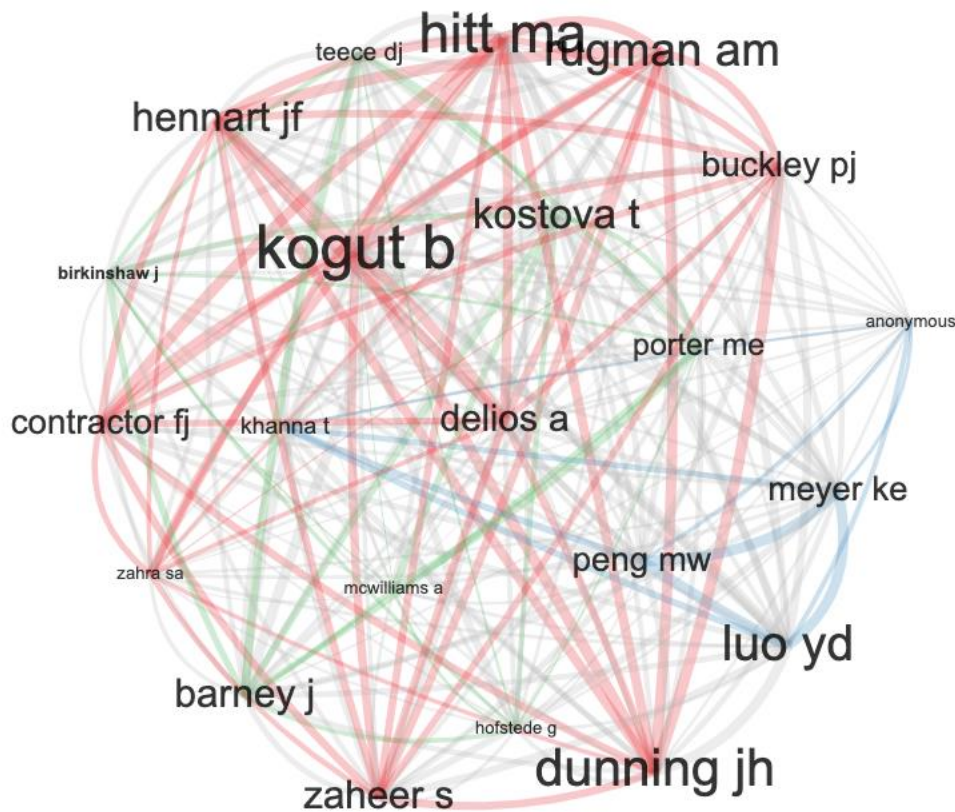 hitt ma
rugman am
teece dj
hennart jf
buckley pj
kostova t
kogut b
birkinshaw j
anonymous
porter me
contractor fj
khanna t
delios a
meyer ke
peng mw
zahra sa
mcwilliams a
luo yd
barney j
hofstede g
dunning jh
zaheer s